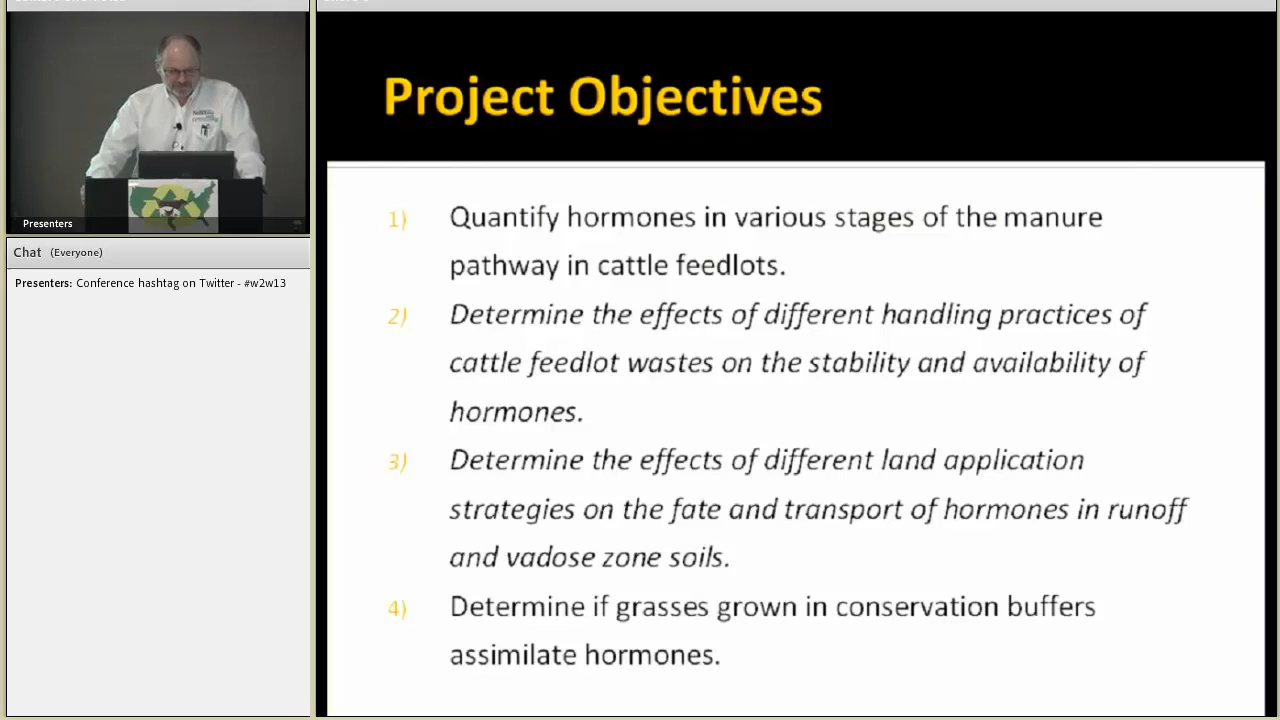 Project Objectives
1) Quantify hormones in various stages of the manure
pathway in cattle feedlots.
2) Determine the effects of different handling practices of
cattle feedlot wastes on the stability and availability of
hormones.
3) Determine the effects of different land application
strategies on the fate and transport of hormones in runoff
and vadose zone soils.
4) Determine if grasses grown in conservation buffers
assimilate hormones.
Presenters
Chat (Everyone)
Presenters: Conference hashtag on Twitter - #w2w13